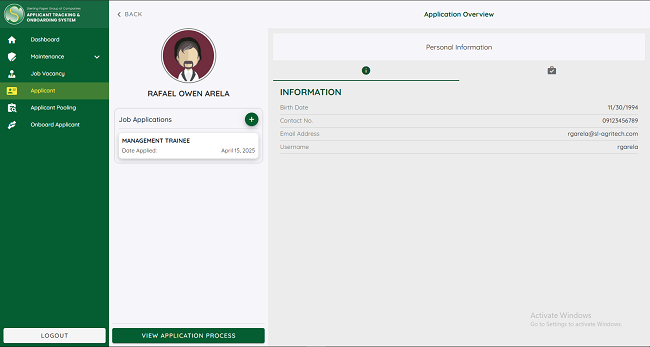 Sterling Paper Group of Companies
APPLICANT TRACKING &
ONBOARDING SYSTEM
Dashboard
Maintenance
Job Vacancy
Applicant
Applicant Pooling
Onboard Applicant
LOGOUT
BACK
RAFAEL OWEN ARELA
Job Applications
MANAGEMENT TRAINEE
Date Applied: April 15, 2025
VIEW APPLICATION PROCESS
Application Overview
Personal Information
INFORMATION
Birth Date 11/30/1994
Contact No. 09123456789
Email Address rgarela@sl-agritech.com
Username rgarela
Activate Windows
Go to Settings to activate Windows.